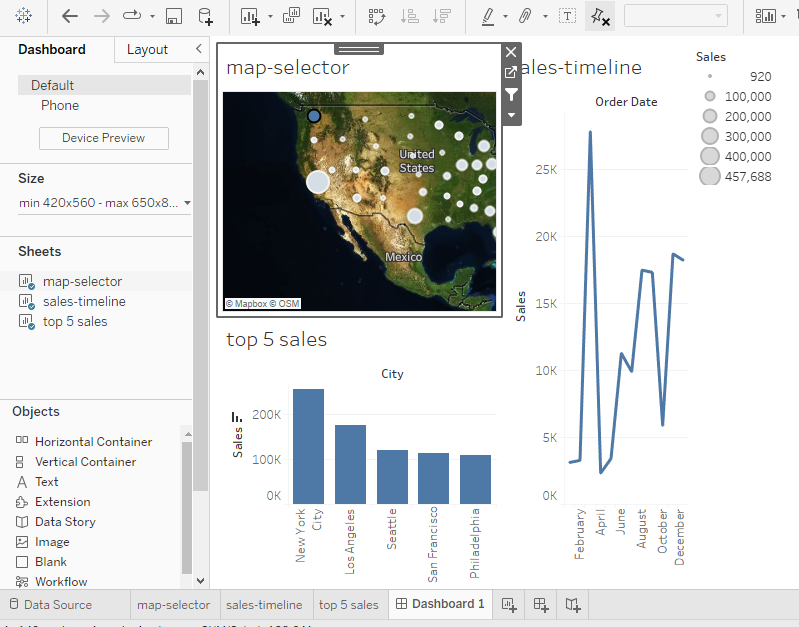 Dashboard
Layout
Default
Phone
Device Preview
Size
min 420x560 - max 650x8...
Sheets
map-selector
sales-timeline
top 5 sales
Objects
Horizontal Container
Vertical Container
A Text
Extension
Data Story
Image
Blank
Workflow
map-selector
United
States
Mexico
© Mapbox © OSM
ales-timeline
Order Date
Sales
25K
20K
15K
10K
5K
0K
February
April
June
August
October
December
Sales
920
100,000
200,000
300,000
400,000
457,688
top 5 sales
City
Sales
200K
100K
0K
New York
City
Los Angeles
Seattle
San Francisco
Philadelphia
Data Source
map-selector
sales-timeline
top 5 sales
Dashboard 1